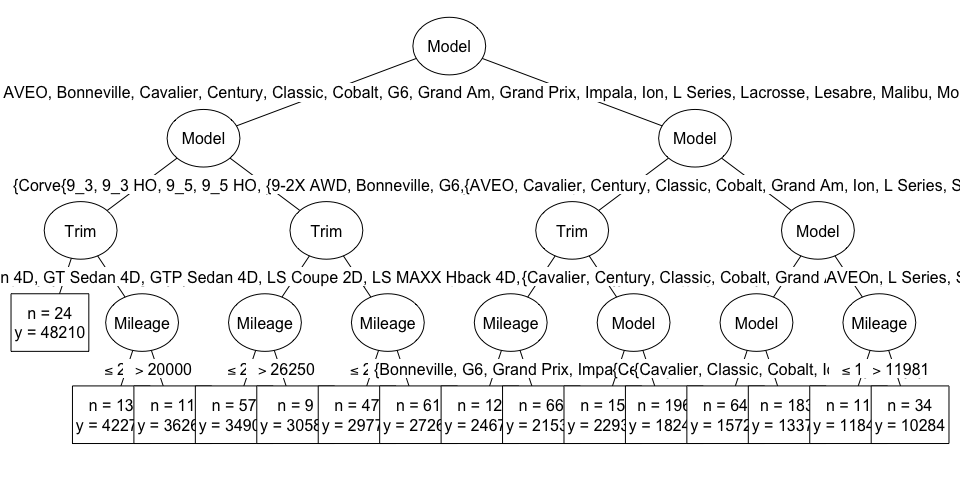 Model
AVEO, Bonneville, Cavalier, Century, Classic, Cobalt, G6, Grand Am, Grand Prix, Impala, Ion, L Series, Lacrosse, Lesabre, Malibu, Mo
Model Model
{Corve{9_3, 9_3 HO, 9_5, 9_5 HO, {9-2X AWD, Bonneville, G6,{AVEO, Cavalier, Century, Classic, Cobalt, Grand Am, Ion, L Series, S
Trim Trim Trim Model
n 4D, GT Sedan 4D, GTP Sedan 4D, LS Coupe 2D, LS MAXX Hback 4D,{Cavalier, Century, Classic, Cobalt, Grand AVEOn, L Series, S
n = 24
y = 48210
Mileage Mileage Mileage Mileage Model Model Mileage
≤ 2 > 20000 ≤ 2 > 26250 ≤ 2 {Bonneville, G6, Grand Prix, Impa{Ce{Cavalier, Classic, Cobalt, I ≤ 1 > 11981
n = 13 n = 11 n = 57 n = 9 n = 47 n = 61 n = 12 n = 66 n = 15 n = 196 n = 64 n = 183 n = 11 n = 34
y = 4227 y = 3626 y = 3490 y = 3058 y = 2977 y = 2726 y = 2467 y = 2153 y = 2293 y = 1824 y = 1572 y = 1337 y = 1184 y = 10284